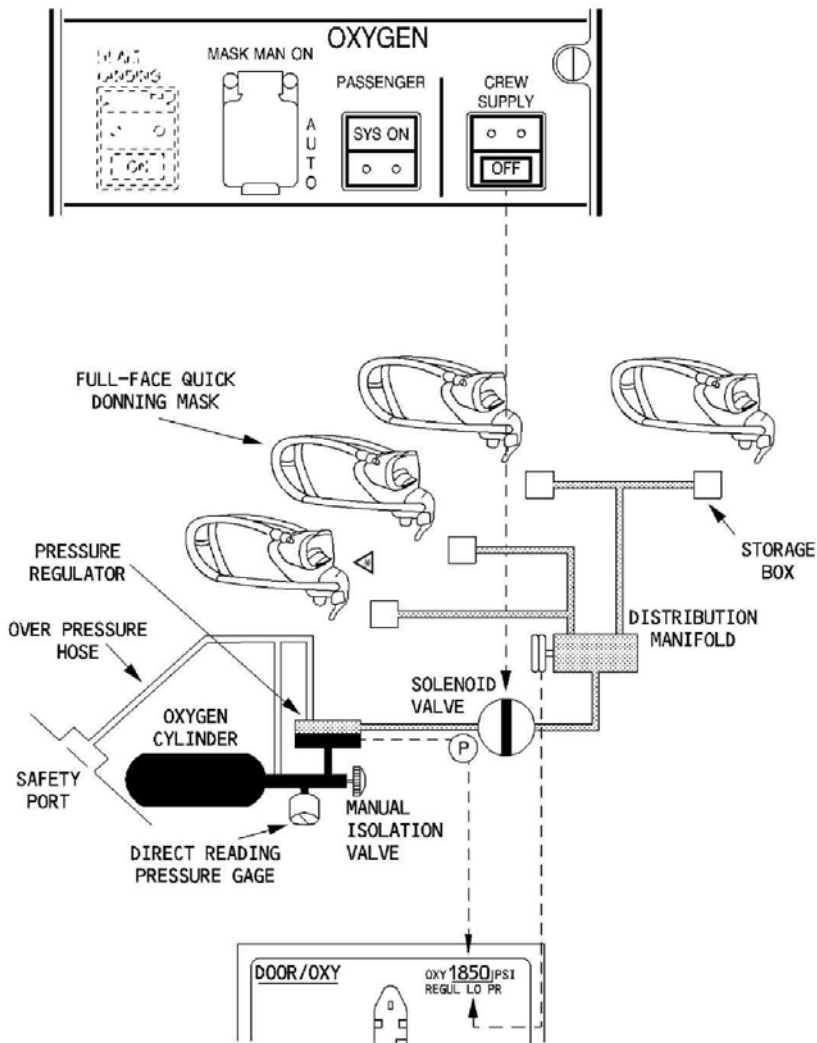 OXYGEN
MASK MAN ON
AUTO
PASSENGER
SYS ON
CREW
SUPPLY
OFF
LANDING
ON
FULL-FACE QUICK
DONNING MASK
PRESSURE
REGULATOR
STORAGE
BOX
OVER PRESSURE
HOSE
DISTRIBUTION
MANIFOLD
SOLENOID
VALVE
OXYGEN
CYLINDER
P
SAFETY
PORT
MANUAL
ISOLATION
VALVE
DIRECT READING
PRESSURE GAGE
DOOR/OXY
OXY 1850 PSI
REGUL LO PR